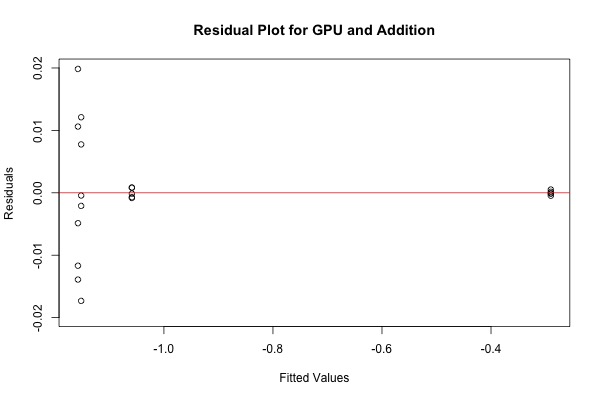 Residual Plot for GPU and Addition
Residuals
0.02
0.01
0.00
-0.01
-0.02
-1.0 -0.8 -0.6 -0.4
Fitted Values